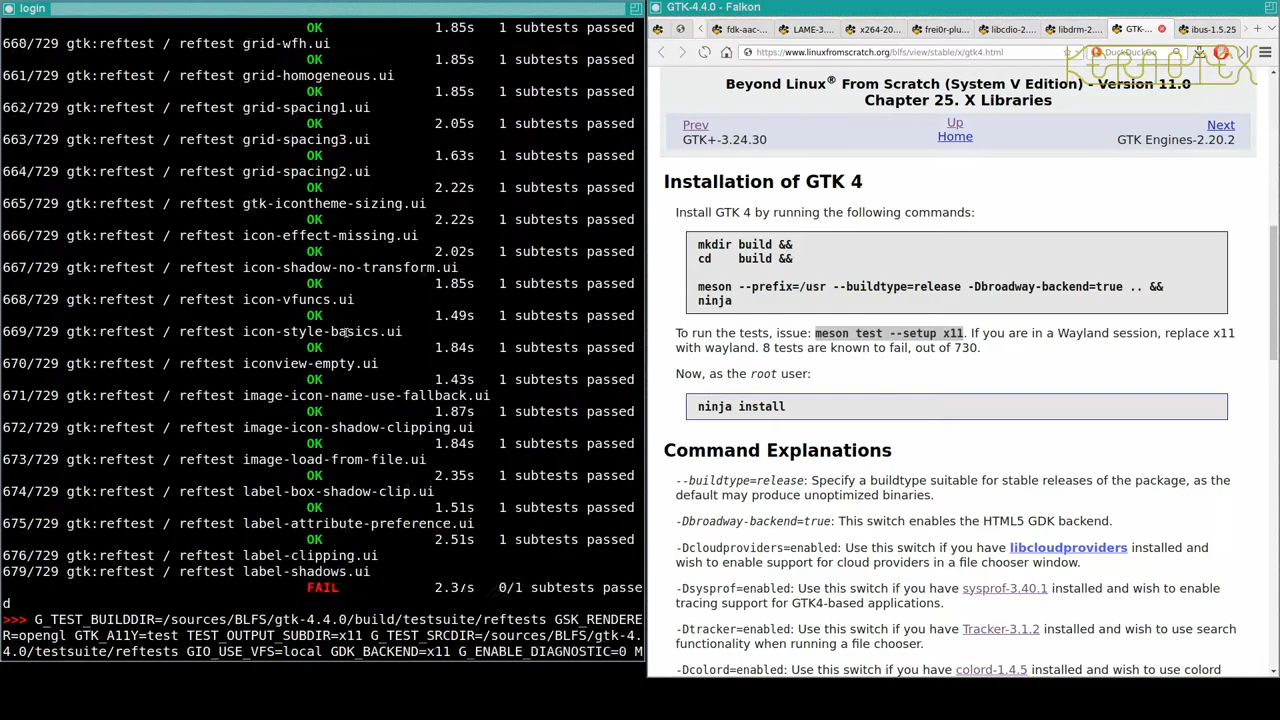 login
OK 1.85s 1 subtests passed
660/729 gtk:reftest / reftest grid-wfh.ui
OK 1.85s 1 subtests passed
661/729 gtk:reftest / reftest grid-homogeneous.ui
OK 1.85s 1 subtests passed
662/729 gtk:reftest / reftest grid-spacing1.ui
OK 2.05s 1 subtests passed
663/729 gtk:reftest / reftest grid-spacing3.ui
OK 1.63s 1 subtests passed
664/729 gtk:reftest / reftest grid-spacing2.ui
OK 2.22s 1 subtests passed
665/729 gtk:reftest / reftest gtk-icontheme-sizing.ui
OK 2.22s 1 subtests passed
666/729 gtk:reftest / reftest icon-effect-missing.ui
OK 2.02s 1 subtests passed
667/729 gtk:reftest / reftest icon-shadow-no-transform.ui
OK 1.85s 1 subtests passed
668/729 gtk:reftest / reftest icon-vfuncs.ui
OK 1.49s 1 subtests passed
669/729 gtk:reftest / reftest icon-style-basics.ui
OK 1.84s 1 subtests passed
670/729 gtk:reftest / reftest iconview-empty.ui
OK 1.43s 1 subtests passed
671/729 gtk:reftest / reftest image-icon-name-use-fallback.ui
OK 1.87s 1 subtests passed
672/729 gtk:reftest / reftest image-icon-shadow-clipping.ui
OK 1.84s 1 subtests passed
673/729 gtk:reftest / reftest image-load-from-file.ui
OK 2.35s 1 subtests passed
674/729 gtk:reftest / reftest label-box-shadow-clip.ui
OK 1.51s 1 subtests passed
675/729 gtk:reftest / reftest label-attribute-preference.ui
OK 2.51s 1 subtests passed
676/729 gtk:reftest / reftest label-clipping.ui
679/729 gtk:reftest / reftest label-shadows.ui
FAIL 2.37s 0/1 subtests passe
d
>>> G_TEST_BUILDDIR=/sources/BLFS/gtk-4.4.0/build/testsuite/reftests GSK_RENDERE
R=opengl GTK_A11Y=test TEST_OUTPUT_SUBDIR=x11 G_TEST_SRCDIR=/sources/BLFS/gtk-4.
4.0/testsuite/reftests GIO_USE_VFS=local GDK_BACKEND=x11 G_ENABLE_DIAGNOSTIC=0 M
GTK-4.4.0 - Falkon
fdk-aac-... LAME-3.... x264-20... frei0r-plu... libcdio-2.... libdrm-2.... GTK-... ibus-1.5.25
https://www.linuxfromscratch.org/blfs/view/stable/x/gtk4.html DuckDuckGo
KERNOTEX
Beyond Linux® From Scratch (System V Edition) - Version 11.0
Chapter 25. X Libraries
Prev Up Next
GTK+-3.24.30 Home GTK Engines-2.20.2
Installation of GTK 4
Install GTK 4 by running the following commands:
mkdir build &&
cd build &&
meson --prefix=/usr --buildtype=release -Dbroadway-backend=true .. &&
ninja
To run the tests, issue: meson test --setup x11. If you are in a Wayland session, replace x11
with wayland. 8 tests are known to fail, out of 730.
Now, as the root user:
ninja install
Command Explanations
--buildtype=release: Specify a buildtype suitable for stable releases of the package, as the
default may produce unoptimized binaries.
-Dbroadway-backend=true: This switch enables the HTML5 GDK backend.
-Dcloudproviders=enabled: Use this switch if you have libcloudproviders installed and
wish to enable support for cloud providers in a file chooser window.
-Dsysprof=enabled: Use this switch if you have sysprof-3.40.1 installed and wish to enable
tracing support for GTK4-based applications.
-Dtracker=enabled: Use this switch if you have Tracker-3.1.2 installed and wish to use search
functionality when running a file chooser.
-Dcolord=enabled: Use this switch if you have colord-1.4.5 installed and wish to use colord